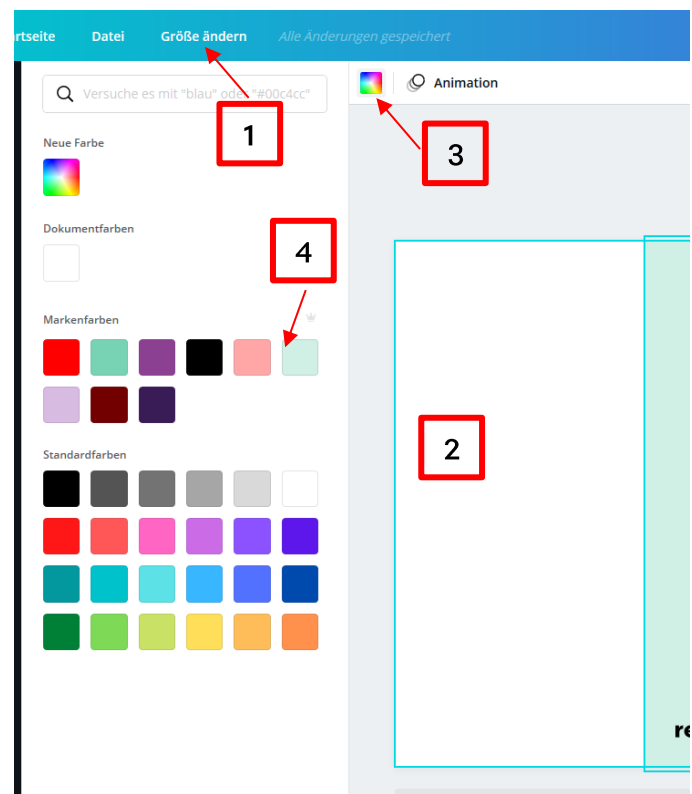 rtseite Datei Größe ändern Alle Änderungen gespeichert
Versuche es mit "blau" oder "#00c4cc"
Animation
1
3
Neue Farbe
Dokumentfarben
4
Markenfarben
2
Standardfarben
re